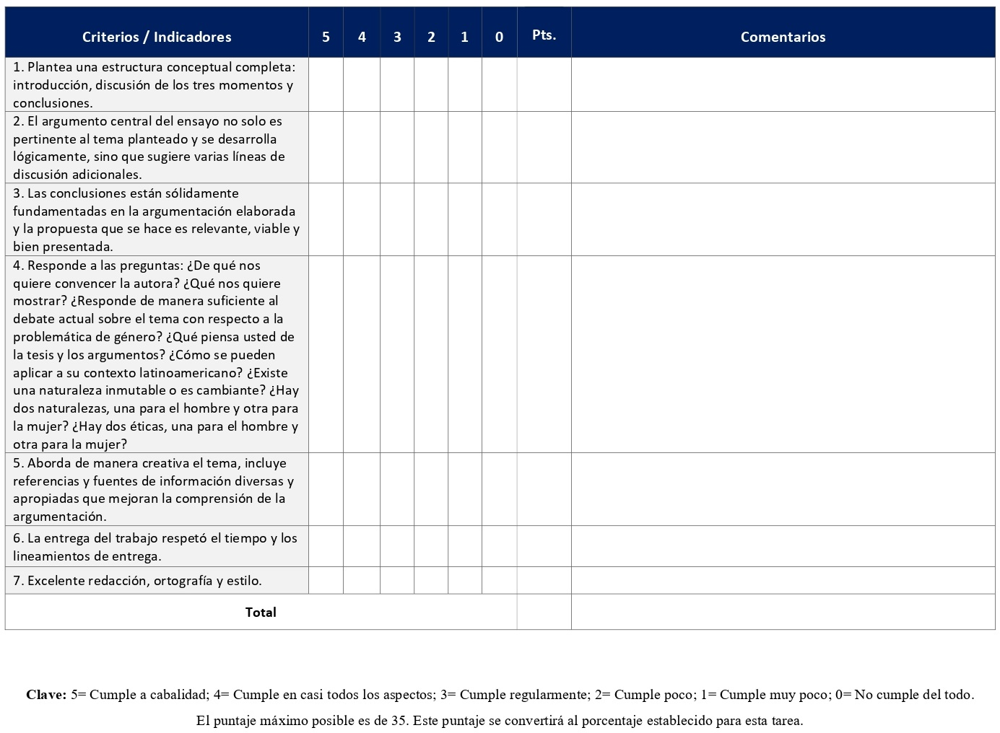 Criterios / Indicadores 5 4 3 2 1 0 Pts. Comentarios
1. Plantea una estructura conceptual completa:
introducción, discusión de los tres momentos y
conclusiones.
2. El argumento central del ensayo no solo es
pertinente al tema planteado y se desarrolla
lógicamente, sino que sugiere varias líneas de
discusión adicionales.
3. Las conclusiones están sólidamente
fundamentadas en la argumentación elaborada
y la propuesta que se hace es relevante, viable y
bien presentada.
4. Responde a las preguntas: ¿De qué nos
quiere convencer la autora? ¿Qué nos quiere
mostrar? ¿Responde de manera suficiente al
debate actual sobre el tema con respecto a la
problemática de género? ¿Qué piensa usted de
la tesis y los argumentos? ¿Cómo se pueden
aplicar a su contexto latinoamericano? ¿Existe
una naturaleza inmutable o es cambiante? ¿Hay
dos naturalezas, una para el hombre y otra para
la mujer? ¿Hay dos éticas, una para el hombre y
otra para la mujer?
5. Aborda de manera creativa el tema, incluye
referencias y fuentes de información diversas y
apropiadas que mejoran la comprensión de la
argumentación.
6. La entrega del trabajo respetó el tiempo y los
lineamientos de entrega.
7. Excelente redacción, ortografía y estilo.
Total
Clave: 5= Cumple a cabalidad; 4= Cumple en casi todos los aspectos; 3= Cumple regularmente; 2= Cumple poco; 1= Cumple muy poco; 0= No cumple del todo.
El puntaje máximo posible es de 35. Este puntaje se convertirá al porcentaje establecido para esta tarea.